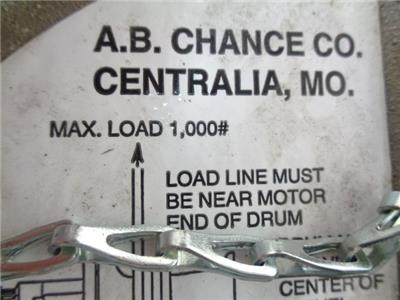 A.B. CHANCE CO.
CENTRALIA, MO.
MAX. LOAD 1,000#
LOAD LINE MUST
BE NEAR MOTOR
END OF DRUM
CENTER OF